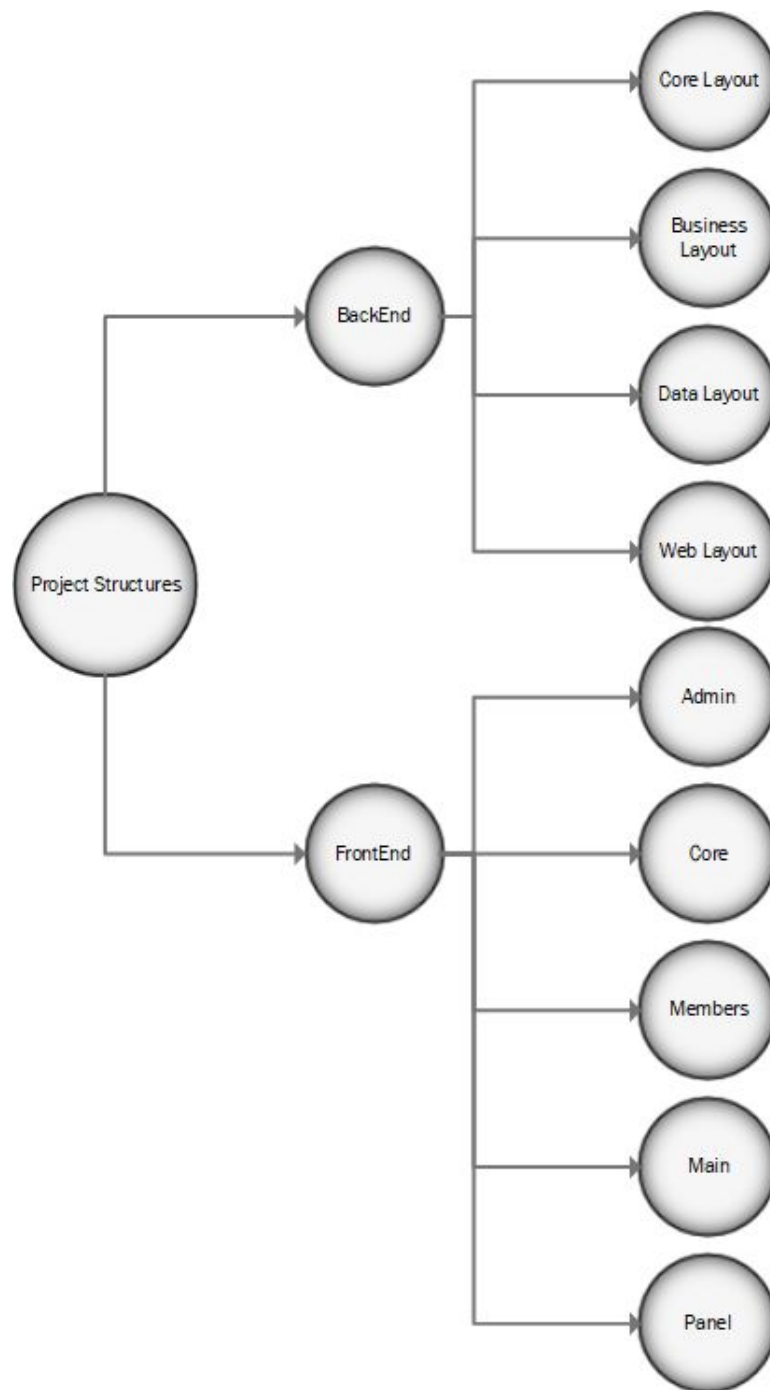 Core Layout
Business
Layout
BackEnd
Data Layout
Web Layout
Project Structures
Admin
FrontEnd
Core
Members
Main
Panel